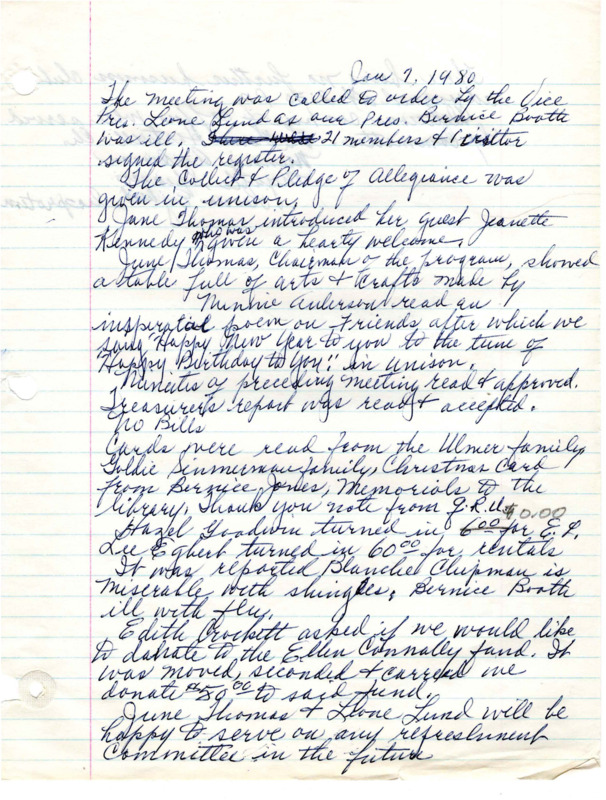 Jan 7, 1980
The meeting was called to order by the Vice
Pres. Leone Lund as our Pres. Bernice Booth
was ill. There were 21 members & 1 visitor
signed the register.
The Collect & Pledge of Allegiance was
given in unison.
Jane Thomas introduced her guest Jeanette
Kennedy who was given a hearty welcome.
June Thomas, Chairman o the program, showed
a table full of arts & crafts made by
Minnie Anderson read an
inspiratial poem on Friends, after which we
sang "Happy New Year to you to the tune of
"Happy Birthday to You" in unison.
Minutes of preceding meeting read & approved.
Treasurer's report was read & accepted.
No Bills
Cards were read from the Ulmer family,
Goldie Simmerman family, Christmas Card
from Bernice Jones, Memorials to the
library, Thank you note from G.R.U.
Hazel Goodwin turned in 600 $0.00 for E. L.
Lee Egbert turned in 60.00 for rentals
It was reported Blanche Chipman is
miserable with shingles, Bernice Booth
ill with flu.
Edith Crockett asked if we would like
to donate to the Ellen Connally fund. It
was moved, seconded & carried we
donate $50.00 to said fund.
June Thomas & Leone Lund will be
happy to serve on any refreshment
Committee in the future